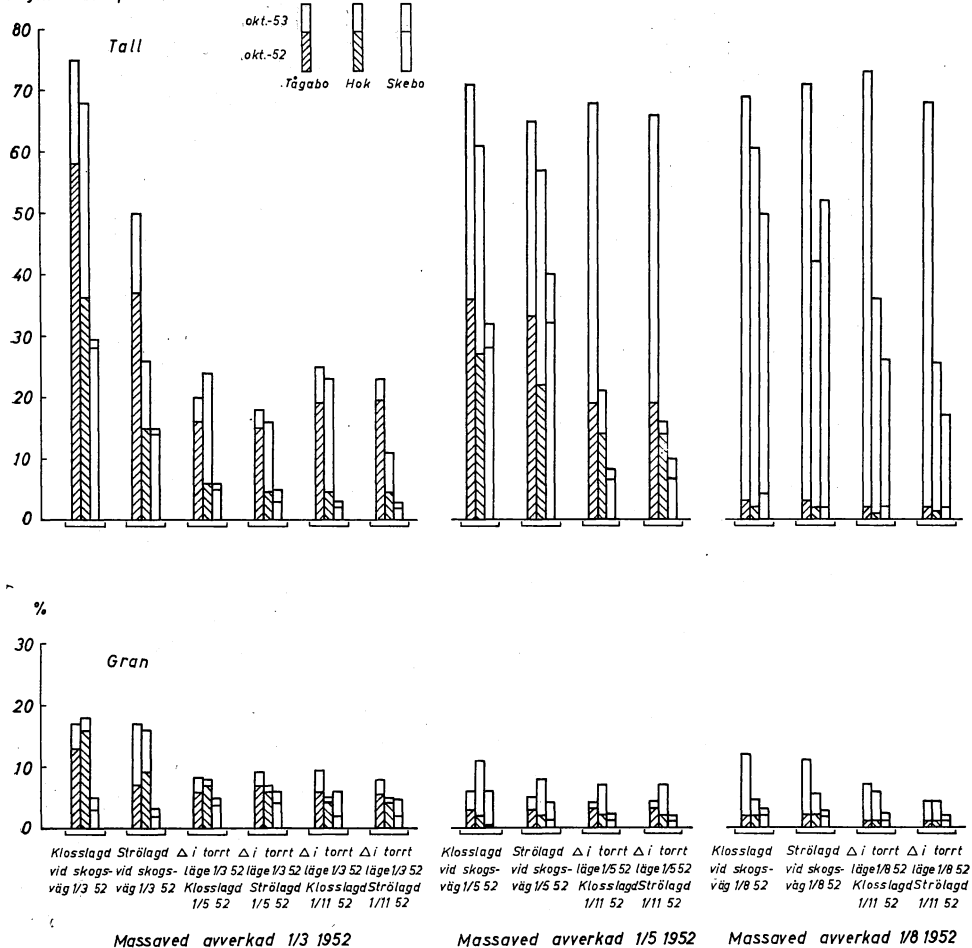 okt.-53
okt.-52
Tågabo Hok Skebo
Tall
80
70
60
50
40
30
20
10
0
%
30
20
10
0
Gran
Klosslagd
vid skogs-
väg 1/3 52
Strölagd
vid skogs-
väg 1/3 52
△ i torrt
läge 1/3 52
Klosslagd
1/5 52
△ i torrt
läge 1/3 52
Strölagd
1/5 52
△ i torrt
läge 1/3 52
Klosslagd
1/11 52
△ i torrt
läge 1/3 52
Strölagd
1/11 52
Massaved avverkad 1/3 1952
Klosslagd
vid skogs-
väg 1/5 52
Strölagd
vid skogs-
väg 1/5 52
△ i torrt
läge 1/5 52
Klosslagd
1/11 52
△ i torrt
läge 1/5 52
Strölagd
1/11 52
Massaved avverkad 1/5 1952
Klosslagd
vid skogs-
väg 1/8 52
Strölagd
vid skogs-
väg 1/8 52
△ i torrt
läge 1/8 52
Klosslagd
1/11 52
△ i torrt
läge 1/8 52
Strölagd
1/11 52
Massaved avverkad 1/8 1952